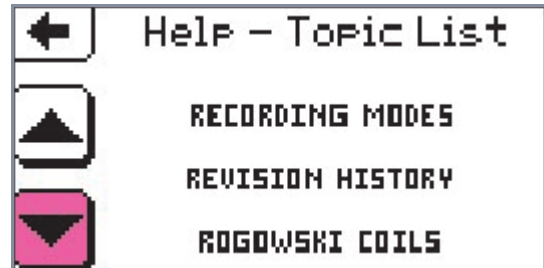 Help – Topic List
RECORDING MODES
REVISION HISTORY
ROGOWSKI COILS